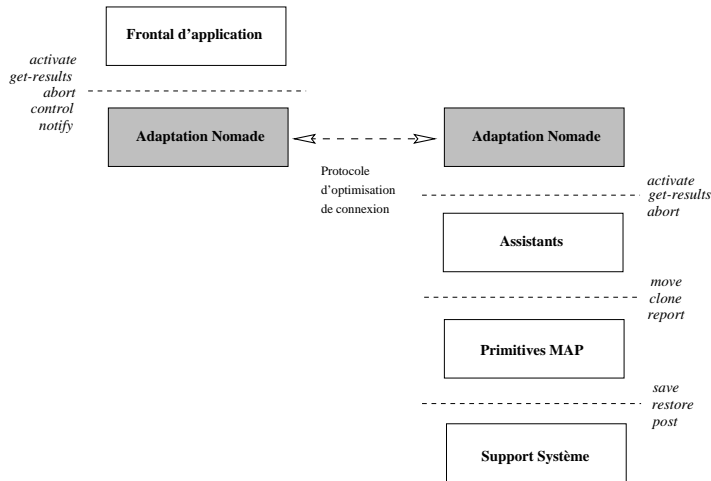 Frontal d'application
activate
get-results
abort
control
notify
Adaptation Nomade
Adaptation Nomade
Protocole
d'optimisation
de connexion
activate
get-results
abort
Assistants
move
clone
report
Primitives MAP
save
restore
post
Support Système